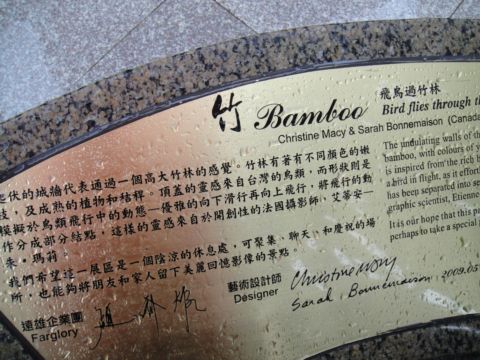 竹 Bamboo 飛鳥過竹林
Bird flies through th
Christine Macy & Sarah Bonnemaison (Canada
起伏的城牆代表通過一個高大竹林的感覺。竹林有著有不同顏色的嫩
枝,及成熟的植物和枯桿。頂蓋的靈感來自台灣的鳥類,而形狀則是
模擬於鳥類飛行中的動態—優雅的向下滑行再向上飛行,將飛行的動
作分成部分結點,這樣的靈感來自於開創性的法國攝影師,艾蒂安—
朱·瑪莉。
我們希望這一展區是一個陰涼的休息處,可聚集、聊天、和慶祝的場
所,也能夠將朋友和家人留下美麗回憶影像的景點。
The undulating walls of the
bamboo, with colours of y
is inspired from the rich b
a bird in flight, as it effort
has been separated into se
graphic scientist, Etienne
It is our hope that this p
perhaps to take a special
遠雄企業團
Farglory
藝術設計師
Designer
Christine Macy
Sarah Bonnemaison 2009.05